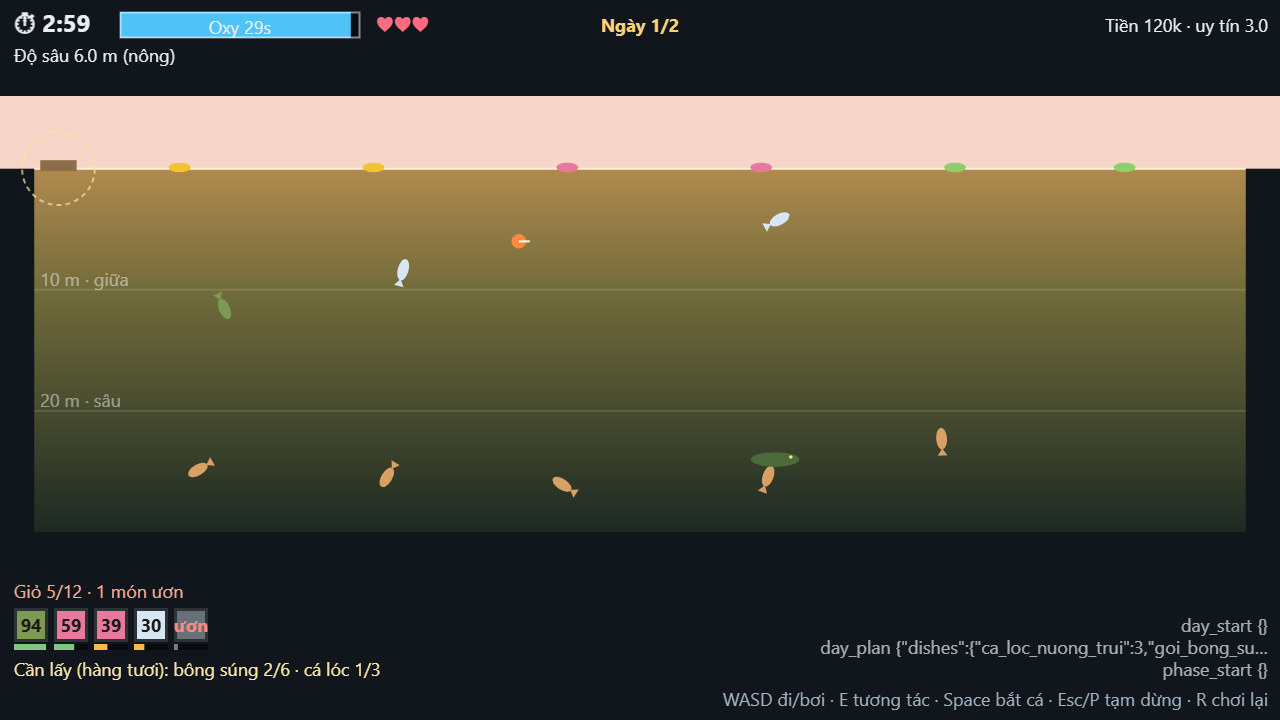 ⏱ 2:59
Oxy 29s
Ngày 1/2
Tiền 120k · uy tín 3.0
Độ sâu 6.0 m (nông)
10 m · giữa
20 m · sâu
Giỏ 5/12 · 1 món ươn
94 59 39 30 ươn
Cần lấy (hàng tươi): bông súng 2/6 · cá lóc 1/3
day_start {}
day_plan {"dishes":{"ca_loc_nuong_trui":3,"goi_bong_su...
phase_start {}
WASD đi/bơi · E tương tác · Space bắt cá · Esc/P tạm dừng · R chơi lại